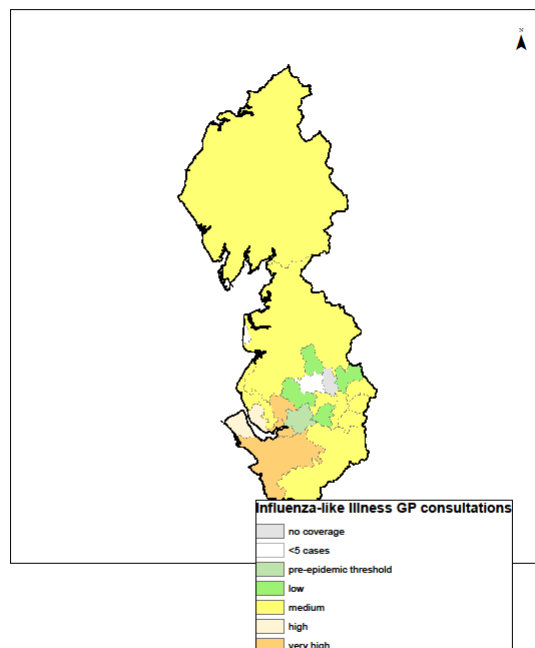 N
Influenza-like Illness GP consultations
no coverage
<5 cases
pre-epidemic threshold
low
medium
high
very high